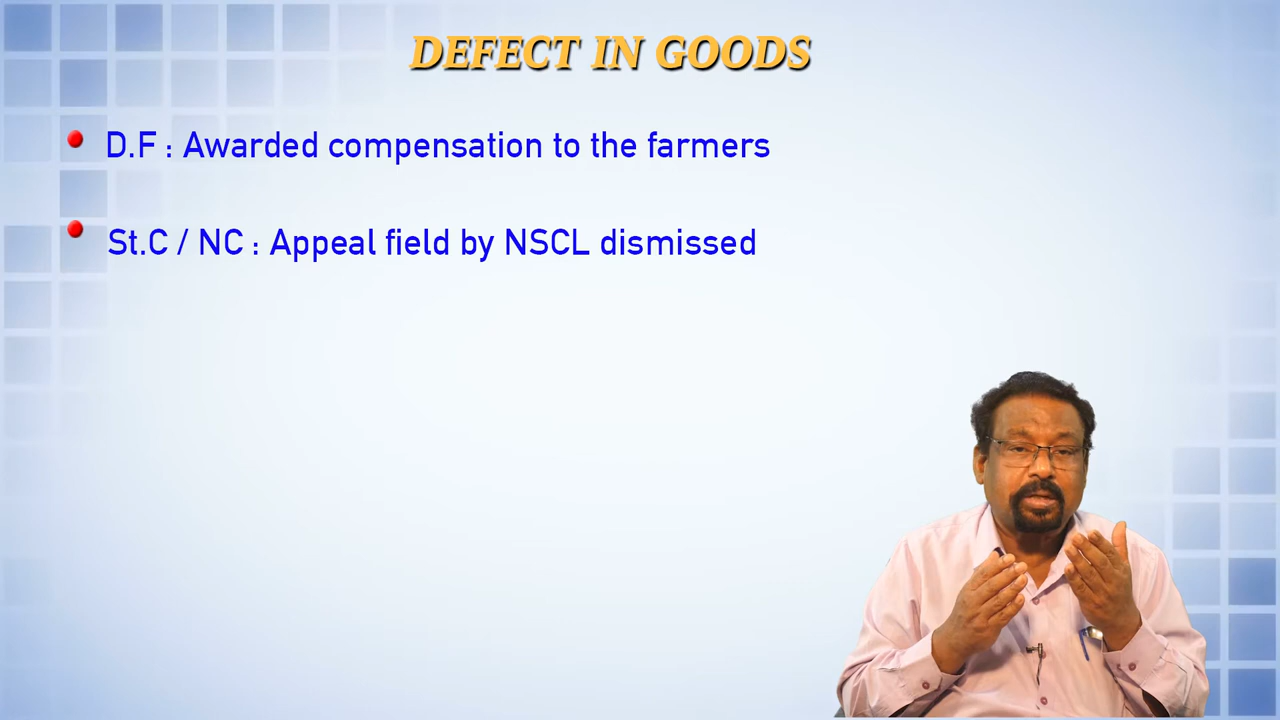 DEFECT IN GOODS
D.F : Awarded compensation to the farmers
St.C / NC : Appeal field by NSCL dismissed